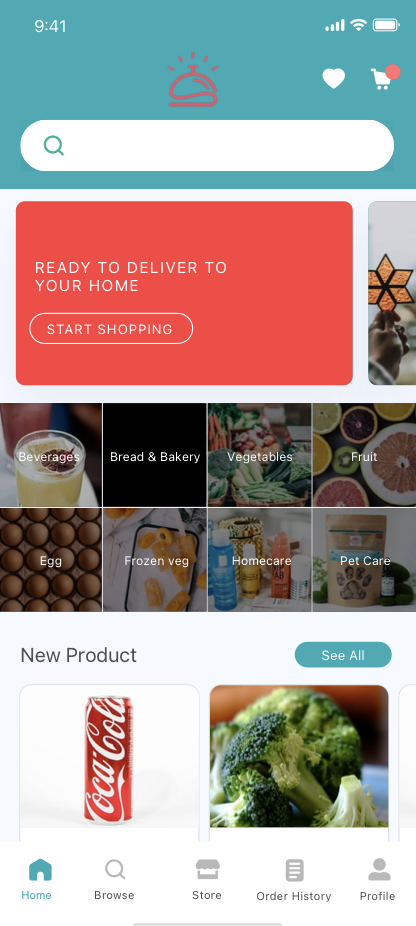 9:41
READY TO DELIVER TO
YOUR HOME
START SHOPPING
Beverages
Bread & Bakery
Vegetables
Fruit
Egg
Frozen veg
Homecare
Pet Care
New Product
See All
Coca-Cola
Home
Browse
Store
Order History
Profile